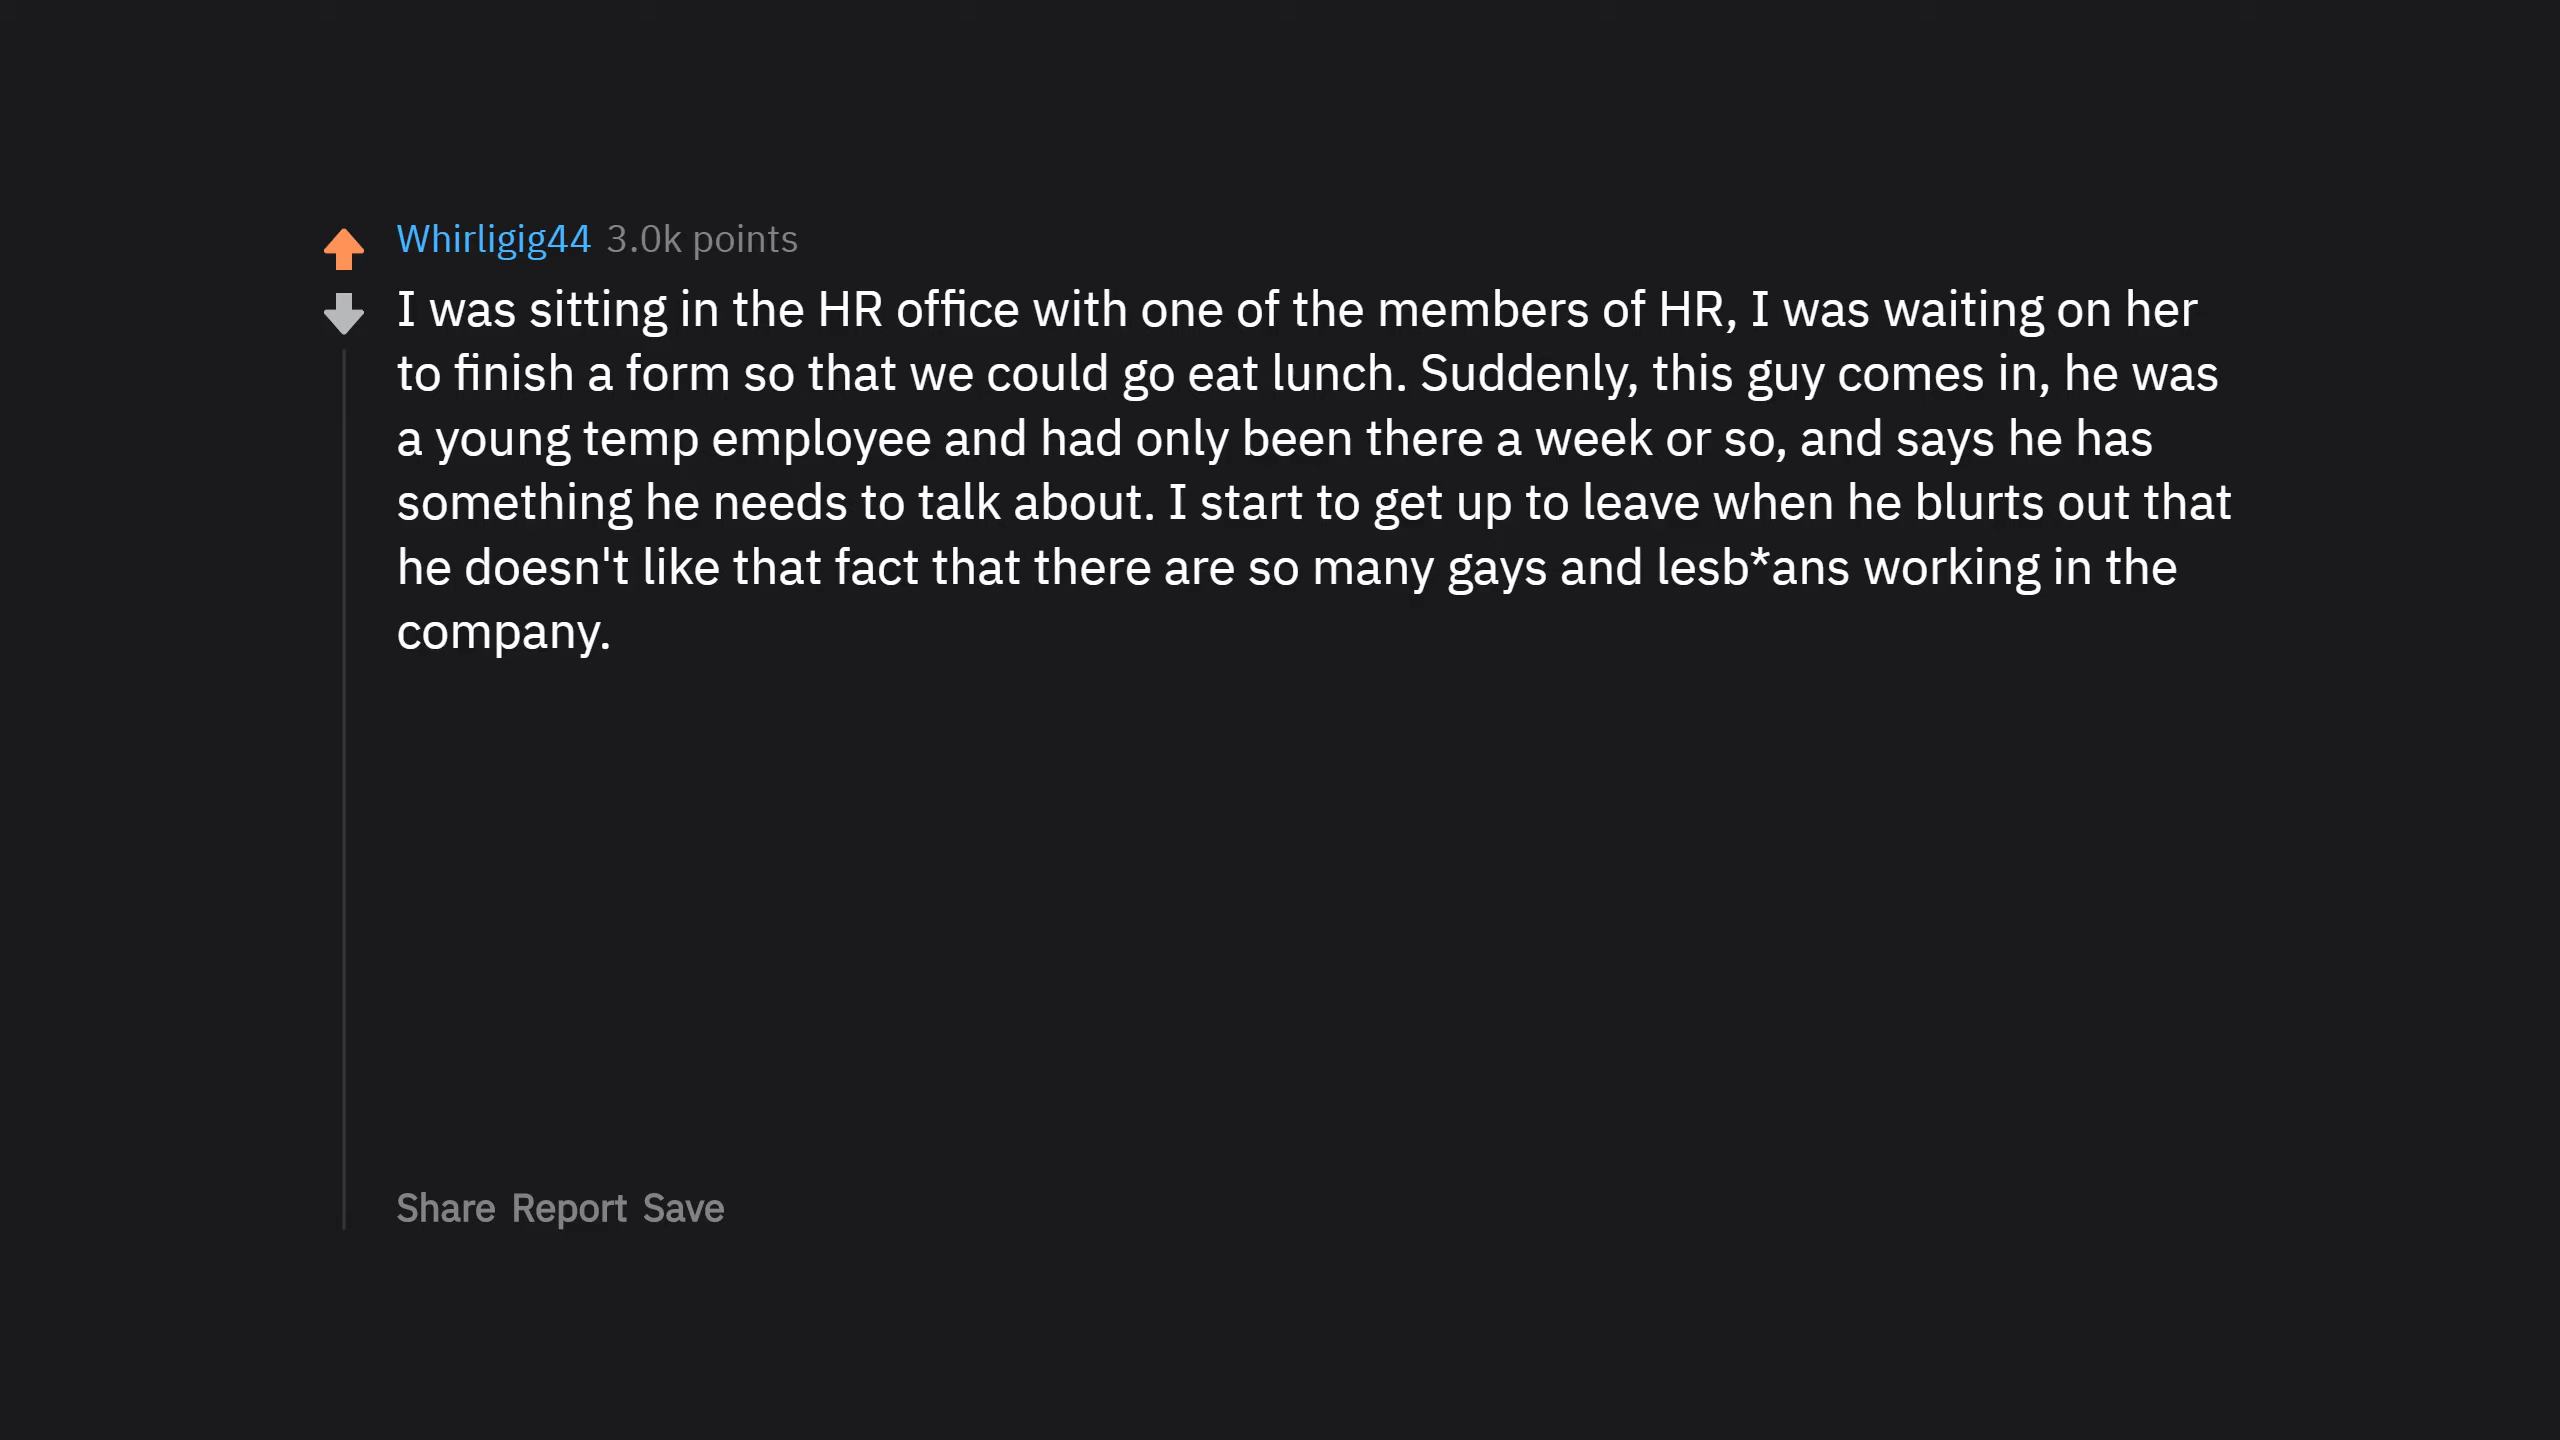 Whirligig44 3.0k points
I was sitting in the HR office with one of the members of HR, I was waiting on her
to finish a form so that we could go eat lunch. Suddenly, this guy comes in, he was
a young temp employee and had only been there a week or so, and says he has
something he needs to talk about. I start to get up to leave when he blurts out that
he doesn't like that fact that there are so many gays and lesb*ans working in the
company.
Share Report Save